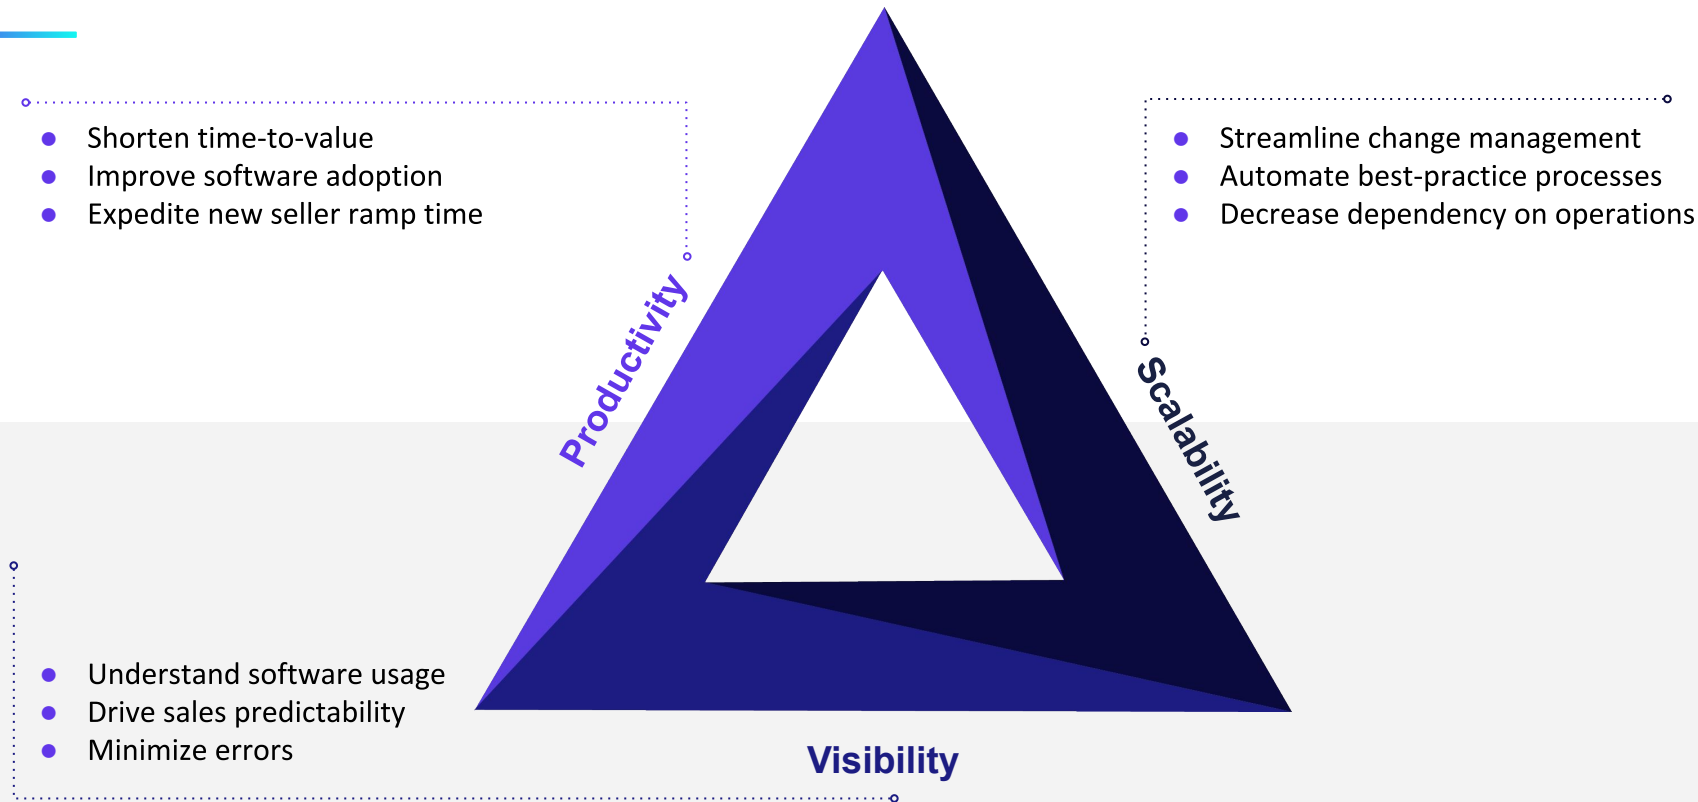 Shorten time-to-value
Improve software adoption
Expedite new seller ramp time
Productivity
Streamline change management
Automate best-practice processes
Decrease dependency on operations
Scalability
Understand software usage
Drive sales predictability
Minimize errors
Visibility